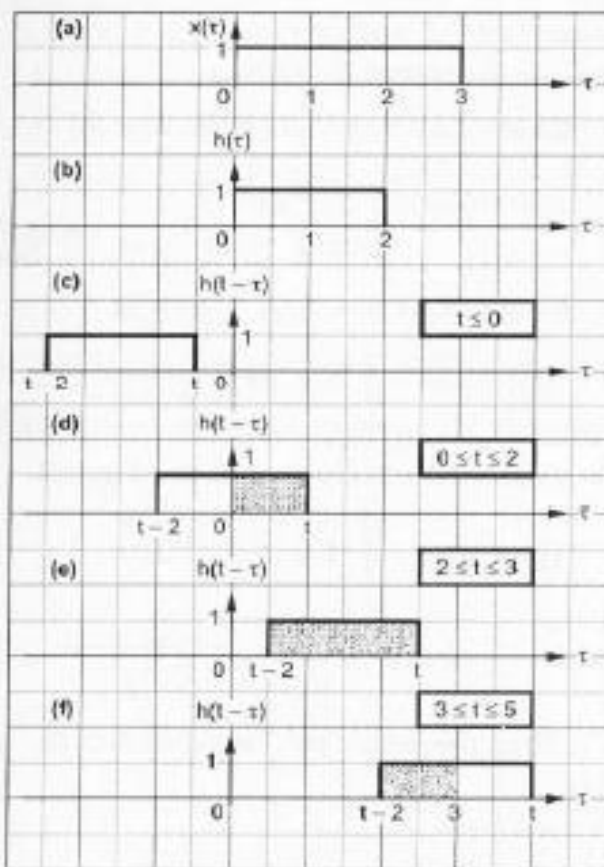 (a) x(τ)
1
0 1 2 3 τ
h(τ)
(b)
1
0 1 2 τ
(c) h(t – τ)
t ≤ 0
1
t 2 t 0 τ
(d) h(t – τ)
1
0 ≤ t ≤ 2
t – 2 0 t τ
(e) h(t – τ)
2 ≤ t ≤ 3
1
0 t – 2 t τ
(f) h(t – τ)
3 ≤ t ≤ 5
1
0 t – 2 3 t τ